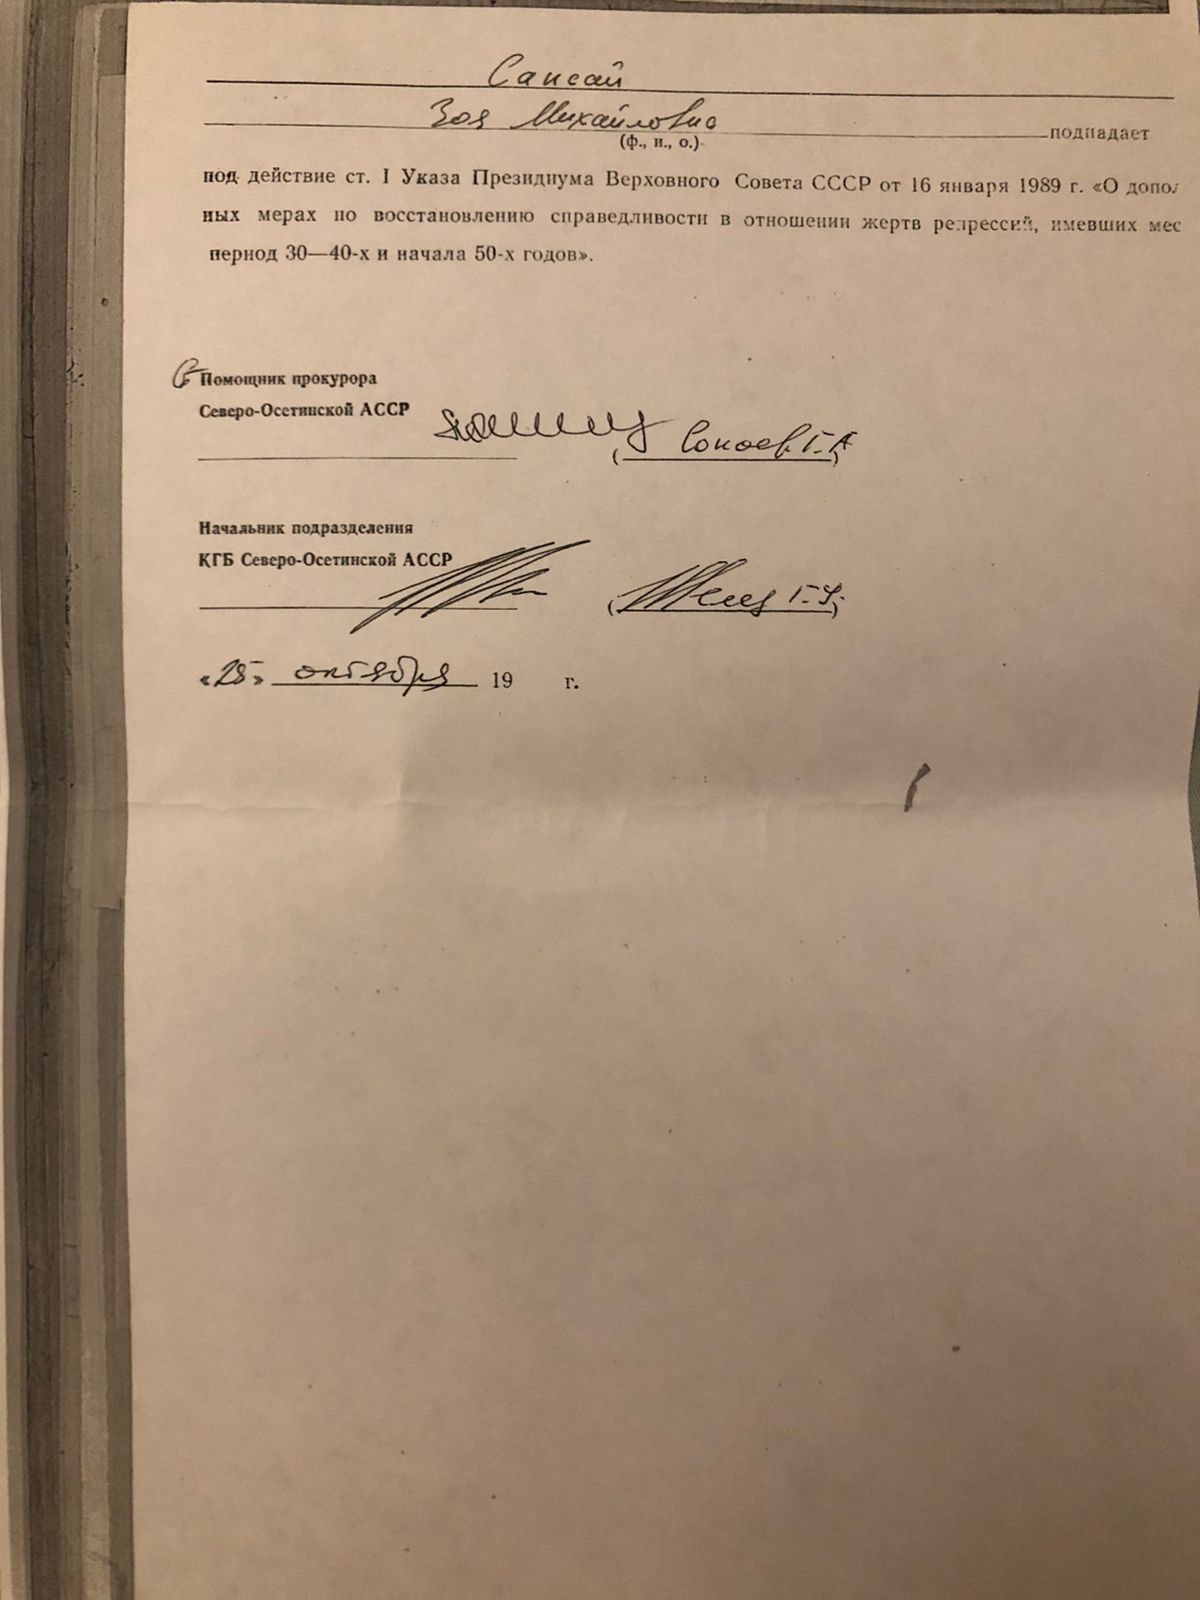 Сапсай
Зоя Михайловна
(ф., и., о.) подпадает
под действие ст. I Указа Президиума Верховного Совета СССР от 16 января 1989 г. «О допол
ных мерах по восстановлению справедливости в отношении жертв репрессий, имевших мес
период 30—40-х и начала 50-х годов».
Помощник прокурора
Северо-Осетинской АССР
Начальник подразделения
КГБ Северо-Осетинской АССР
«25» октября 19 г.